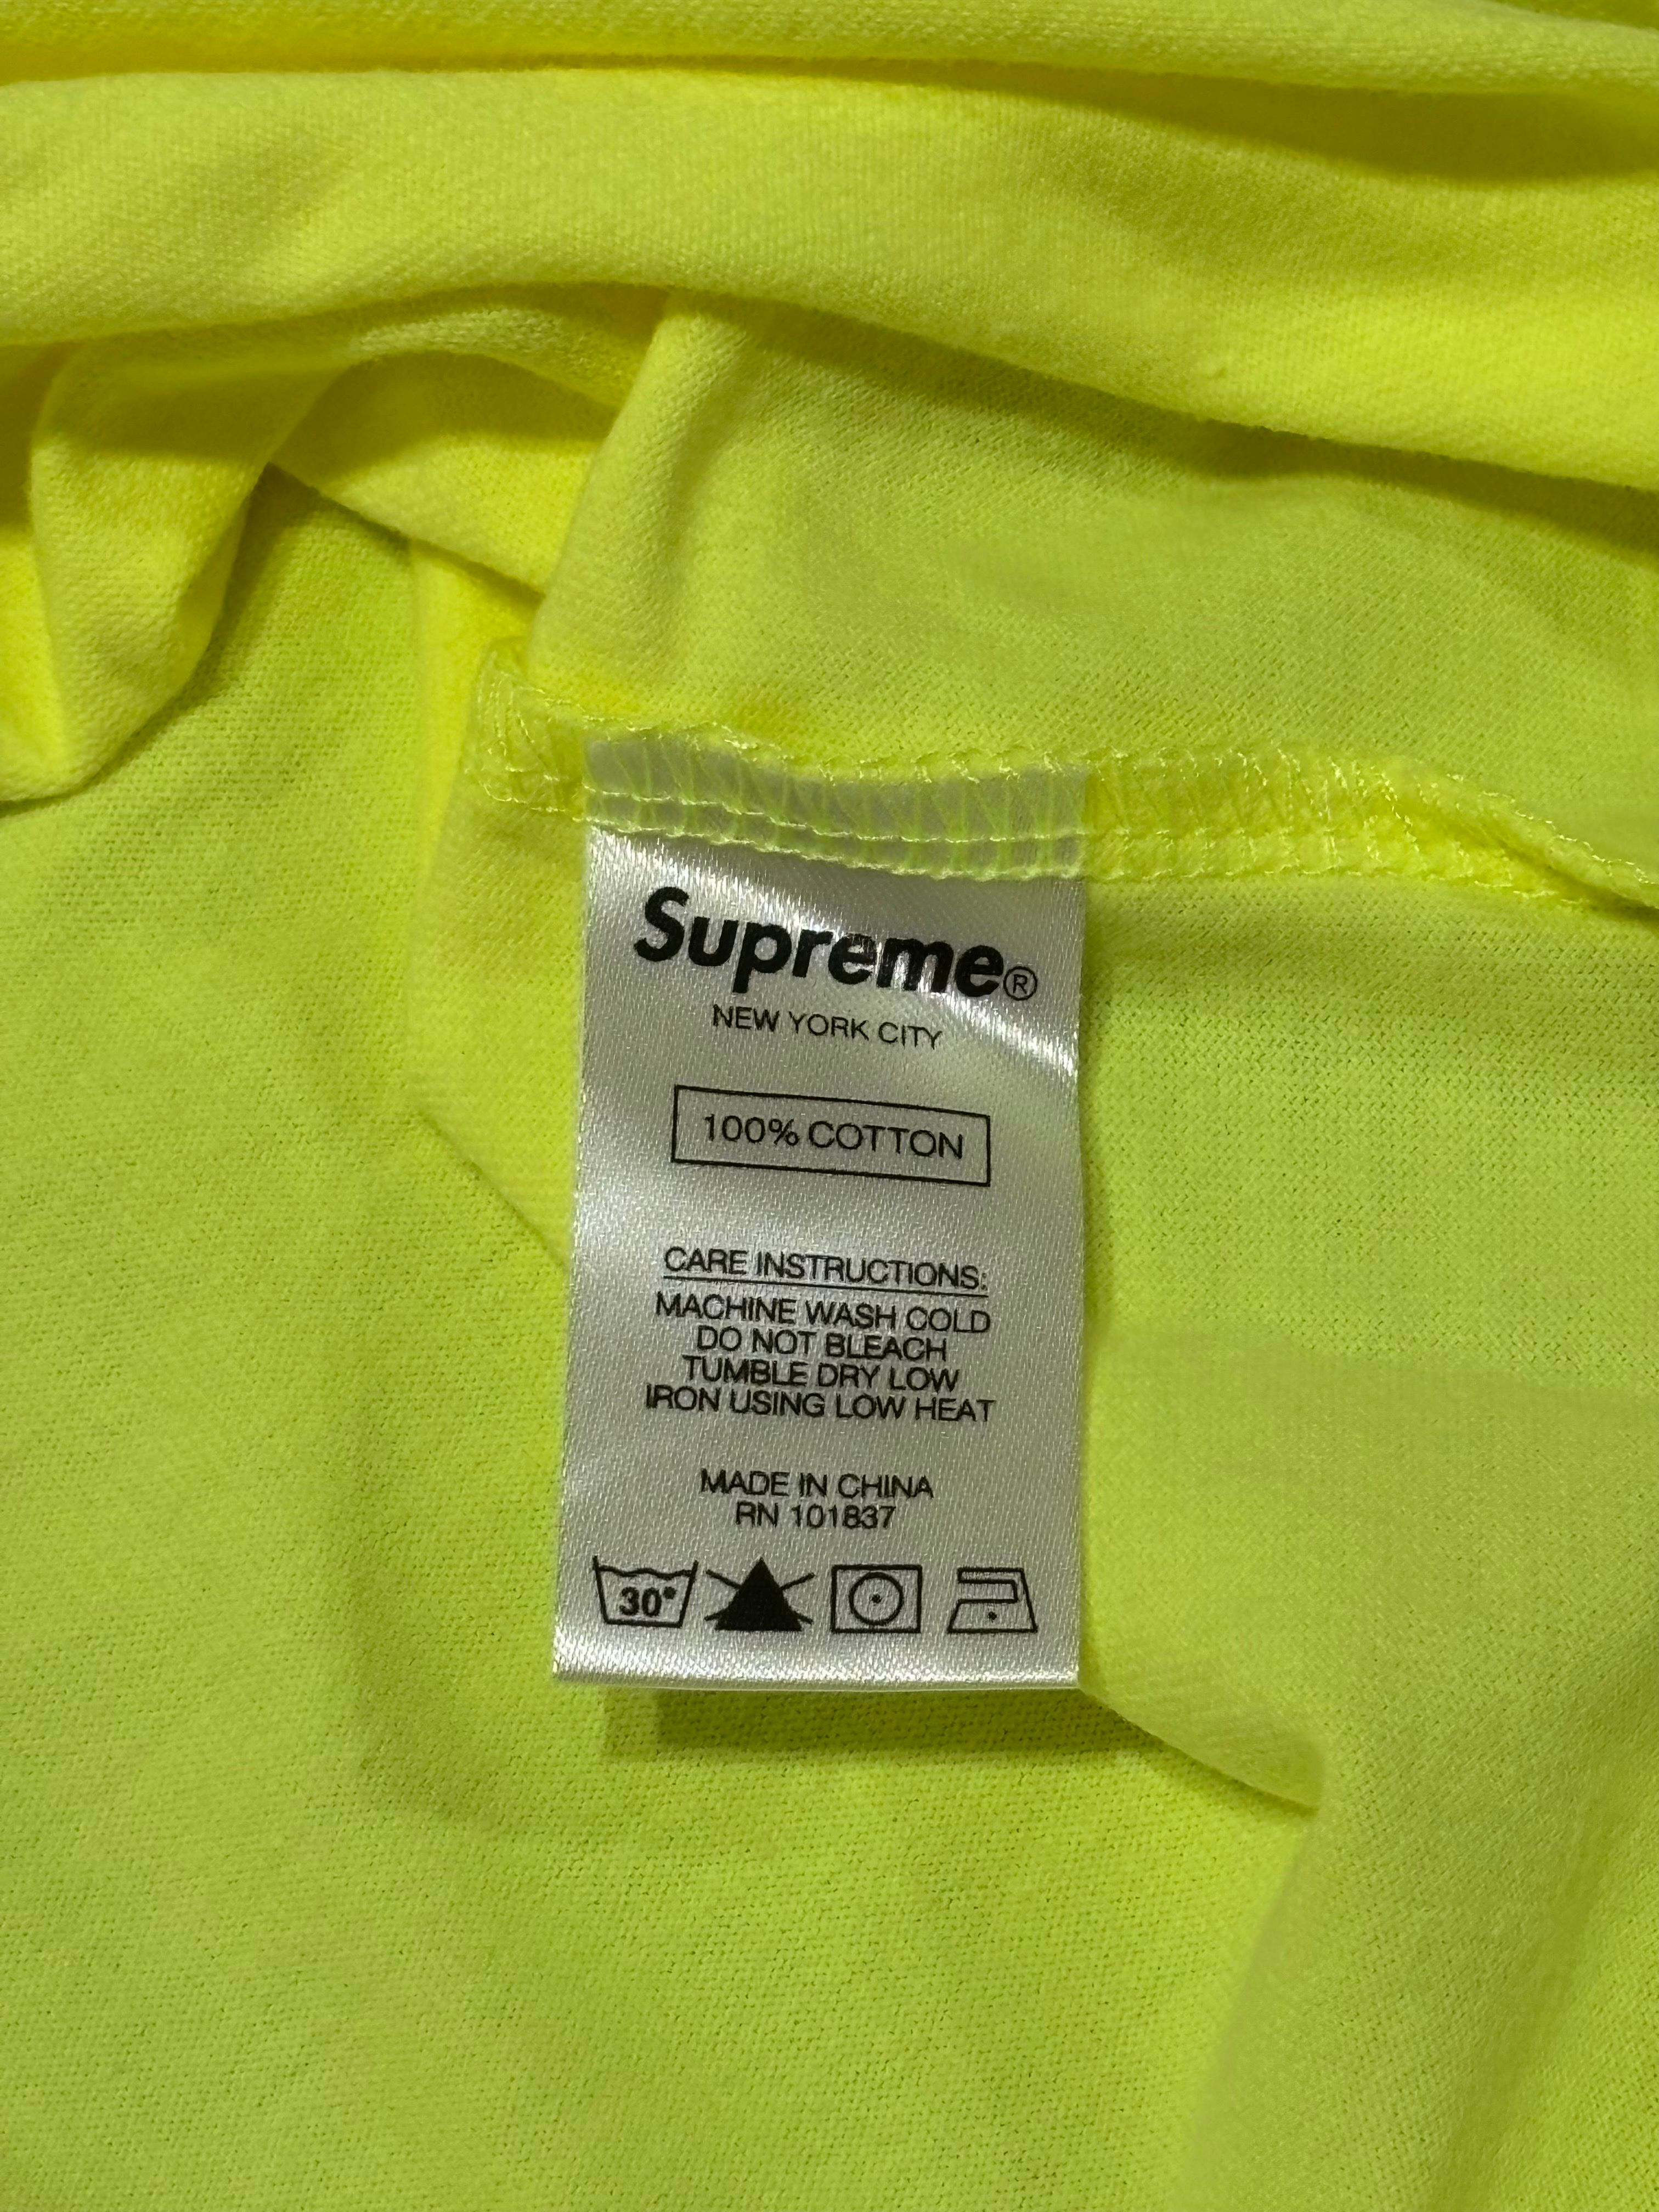 Supreme®
NEW YORK CITY
100% COTTON
CARE INSTRUCTIONS:
MACHINE WASH COLD
DO NOT BLEACH
TUMBLE DRY LOW
IRON USING LOW HEAT
MADE IN CHINA
RN 101837
30°